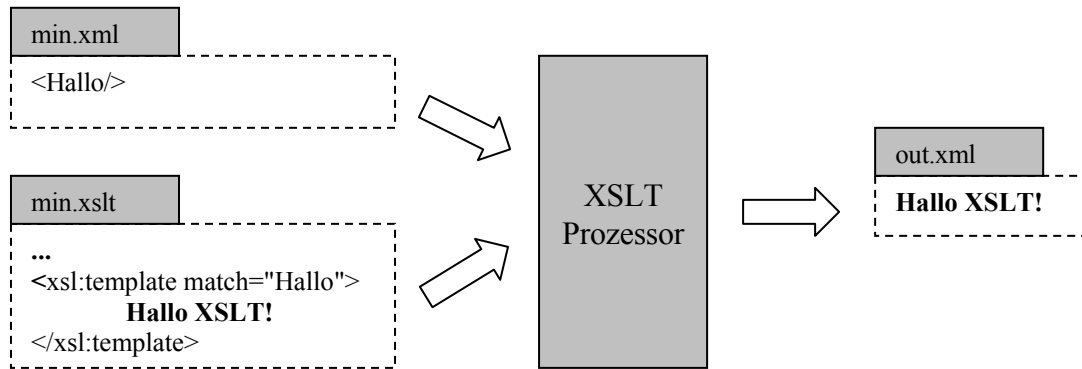 min.xml
<Hallo/>
min.xslt
...
<xsl:template match="Hallo">
Hallo XSLT!
</xsl:template>
XSLT
Prozessor
out.xml
Hallo XSLT!